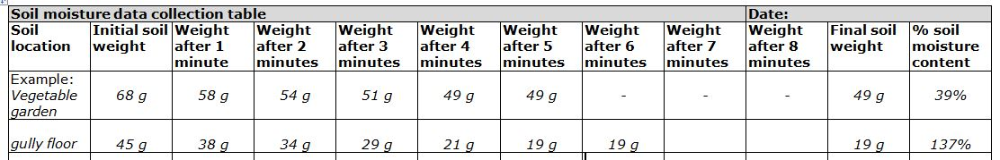 Soil moisture data collection table Date:
Soil location Initial soil weight Weight after 1 minute Weight after 2 minutes Weight after 3 minutes Weight after 4 minutes Weight after 5 minutes Weight after 6 minutes Weight after 7 minutes Weight after 8 minutes Final soil weight % soil moisture content
Example: Vegetable garden 68 g 58 g 54 g 51 g 49 g 49 g - - - 49 g 39%
gully floor 45 g 38 g 34 g 29 g 21 g 19 g 19 g 19 g 137%